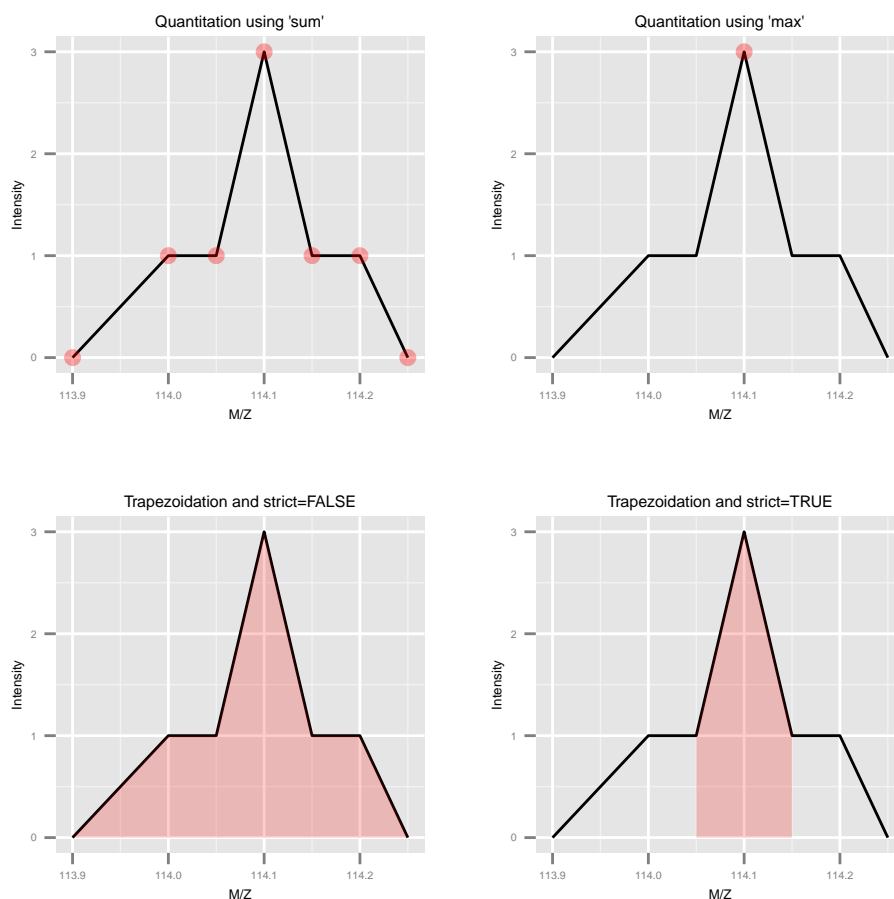 Quantitation using 'sum'
3
2
1
0
Intensity
113.9 114.0 114.1 114.2
M/Z
Quantitation using 'max'
3
2
1
0
Intensity
113.9 114.0 114.1 114.2
M/Z
Trapezoidation and strict=FALSE
3
2
1
0
Intensity
113.9 114.0 114.1 114.2
M/Z
Trapezoidation and strict=TRUE
3
2
1
0
Intensity
113.9 114.0 114.1 114.2
M/Z